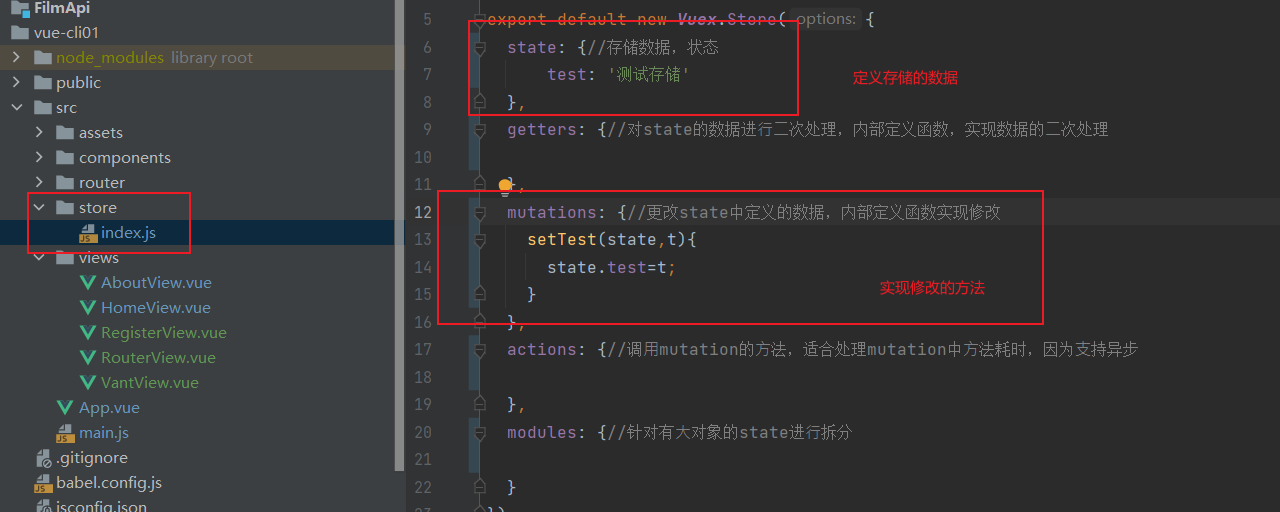 FilmApi
vue-cli01
node_modules library root
public
src
assets
components
router
store
index.js
views
AboutView.vue
HomeView.vue
RegisterView.vue
RouterView.vue
VantView.vue
App.vue
main.js
.gitignore
babel.config.js
jsconfig.json
5 export default new Vuex.Store( options: {
6 state: {//存储数据，状态
7 test: '测试存储'
定义存储的数据
8 },
9 getters: {//对state的数据进行二次处理，内部定义函数，实现数据的二次处理
10
11 },
12 mutations: {//更改state中定义的数据，内部定义函数实现修改
13 setTest(state,t){
14 state.test=t;
实现修改的方法
15 }
16 },
17 actions: {//调用mutation的方法，适合处理mutation中方法耗时，因为支持异步
18
19 },
20 modules: {//针对有大对象的state进行拆分
21
22 }
23 })